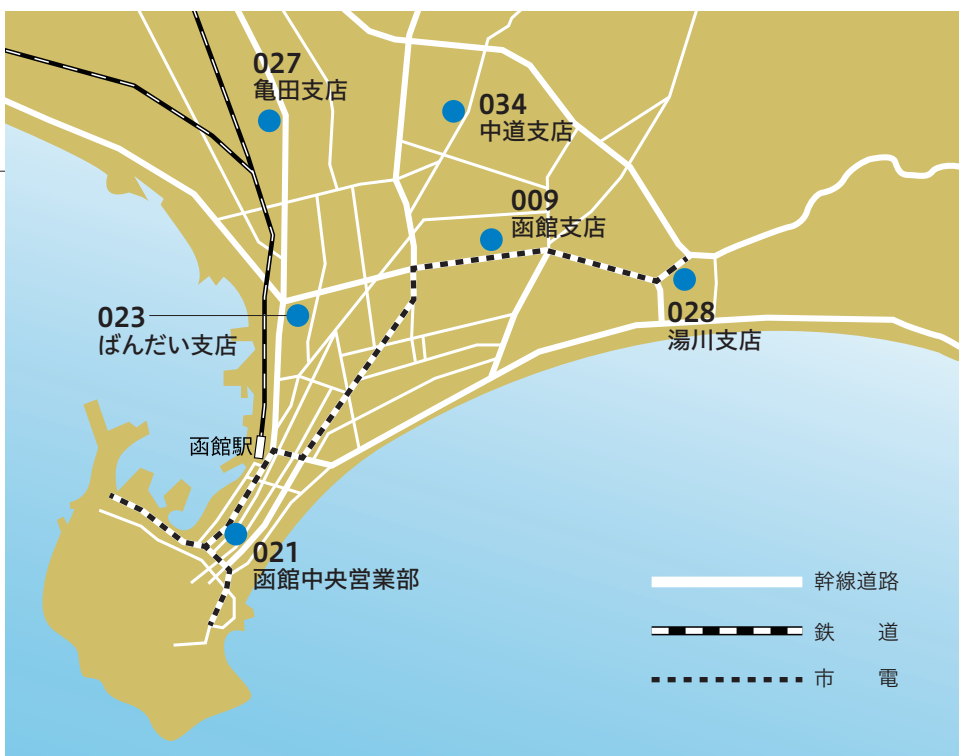 027
亀田支店
034
中道支店
009
函館支店
028
湯川支店
023
ばんだい支店
函館駅
021
函館中央営業部
幹線道路
鉄　道
市　電